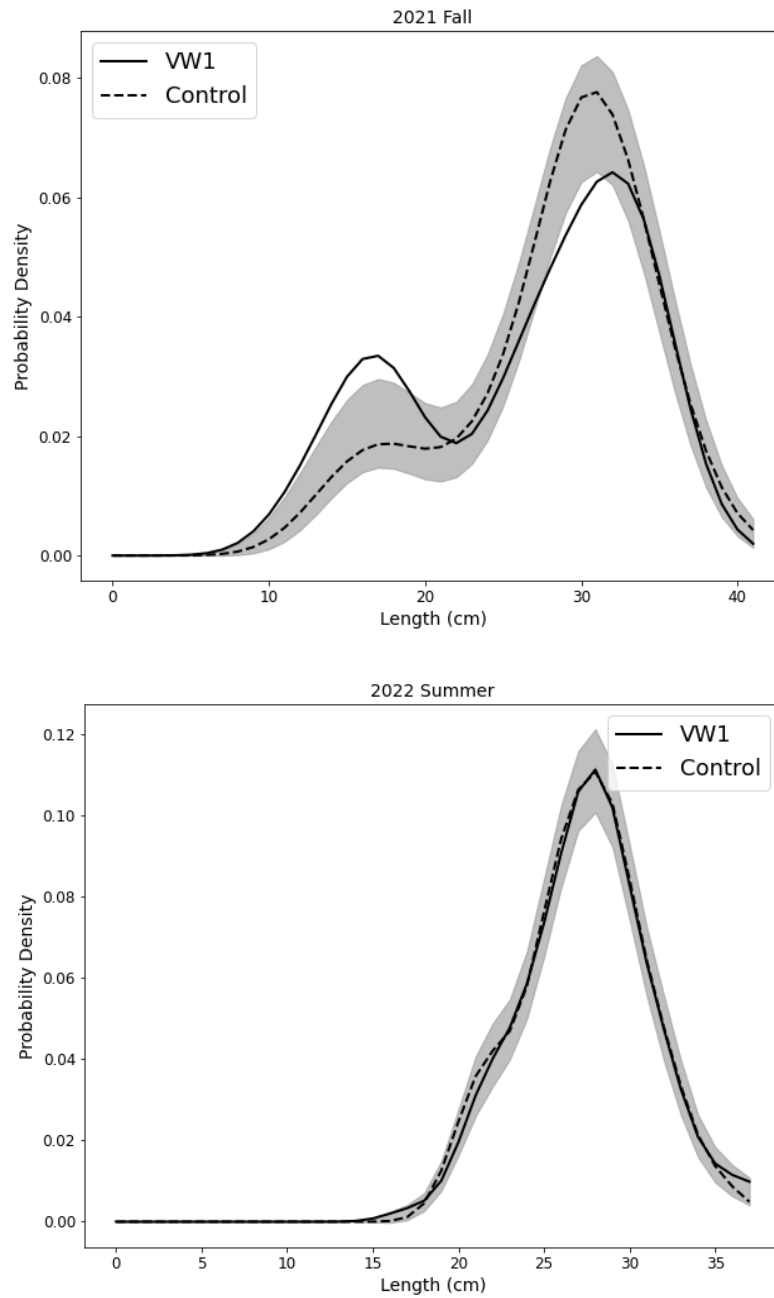 2021 Fall
VW1
Control
0.08
0.06
0.04
0.02
0.00
Probability Density
0 10 20 30 40
Length (cm)
2022 Summer
VW1
Control
0.12
0.10
0.08
0.06
0.04
0.02
0.00
Probability Density
0 5 10 15 20 25 30 35
Length (cm)